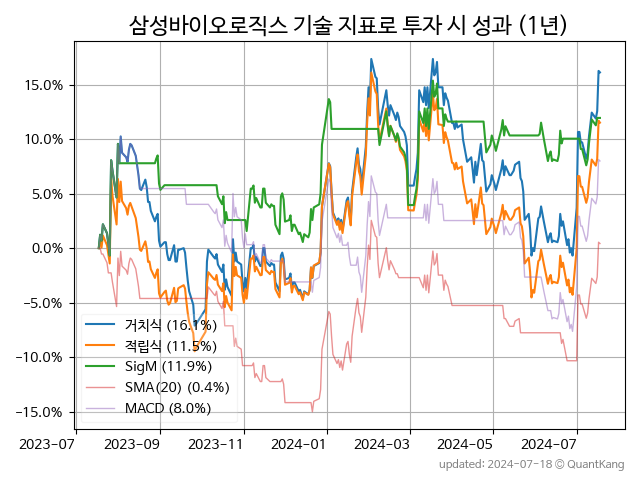 삼성바이오로직스 기술 지표로 투자 시 성과 (1년)
15.0%
10.0%
5.0%
0.0%
−5.0%
−10.0%
−15.0%
거치식 (16.1%)
적립식 (11.5%)
SigM (11.9%)
SMA(20) (0.4%)
MACD (8.0%)
2023-07 2023-09 2023-11 2024-01 2024-03 2024-05 2024-07
updated: 2024-07-18 ⓒ QuantKang